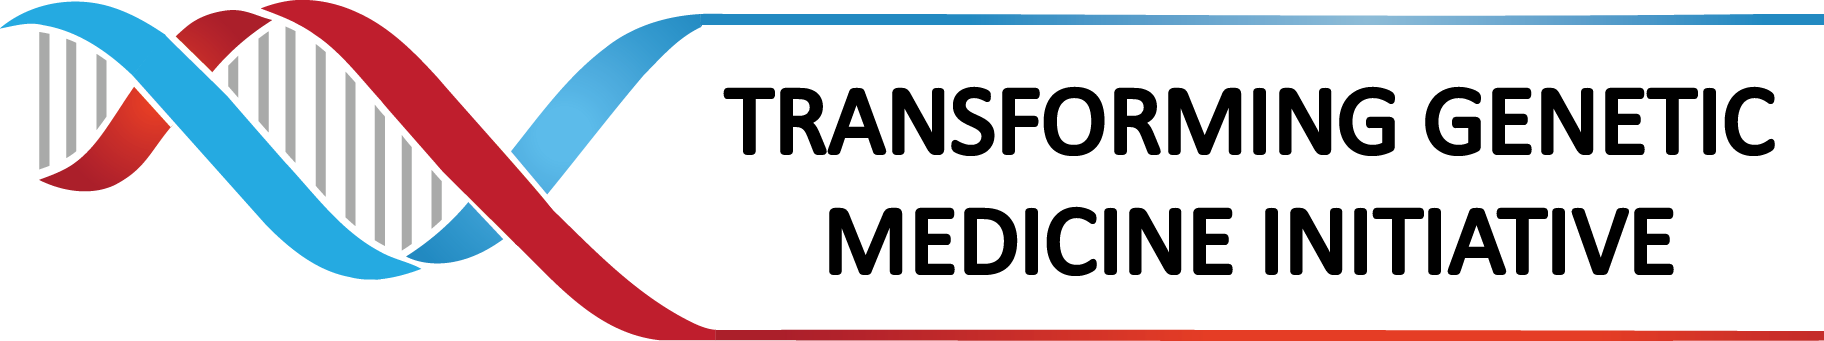 TRANSFORMING GENETIC
MEDICINE INITIATIVE